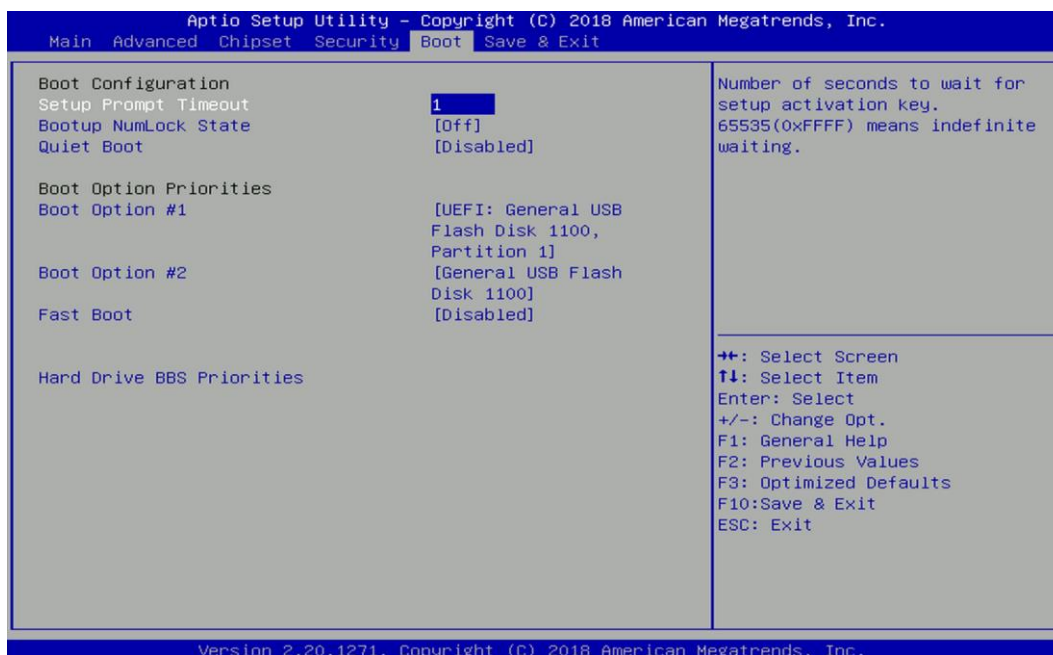 Aptio Setup Utility – Copyright (C) 2018 American Megatrends, Inc.
Main Advanced Chipset Security Boot Save & Exit
Boot Configuration
Setup Prompt Timeout 1
Bootup NumLock State [Off]
Quiet Boot [Disabled]
Boot Option Priorities
Boot Option #1 [UEFI: General USB
Flash Disk 1100,
Partition 1]
Boot Option #2 [General USB Flash
Disk 1100]
Fast Boot [Disabled]
Hard Drive BBS Priorities
Number of seconds to wait for
setup activation key.
65535(0xFFFF) means indefinite
waiting.
→←: Select Screen
↑↓: Select Item
Enter: Select
+/-: Change Opt.
F1: General Help
F2: Previous Values
F3: Optimized Defaults
F10:Save & Exit
ESC: Exit
Version 2.20.1271. Copyright (C) 2018 American Megatrends, Inc.